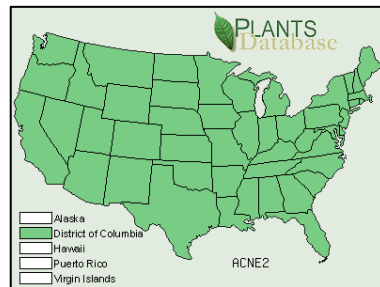 PLANTS
Database
Alaska
District of Columbia
Hawaii
Puerto Rico
Virgin Islands
ACNE2